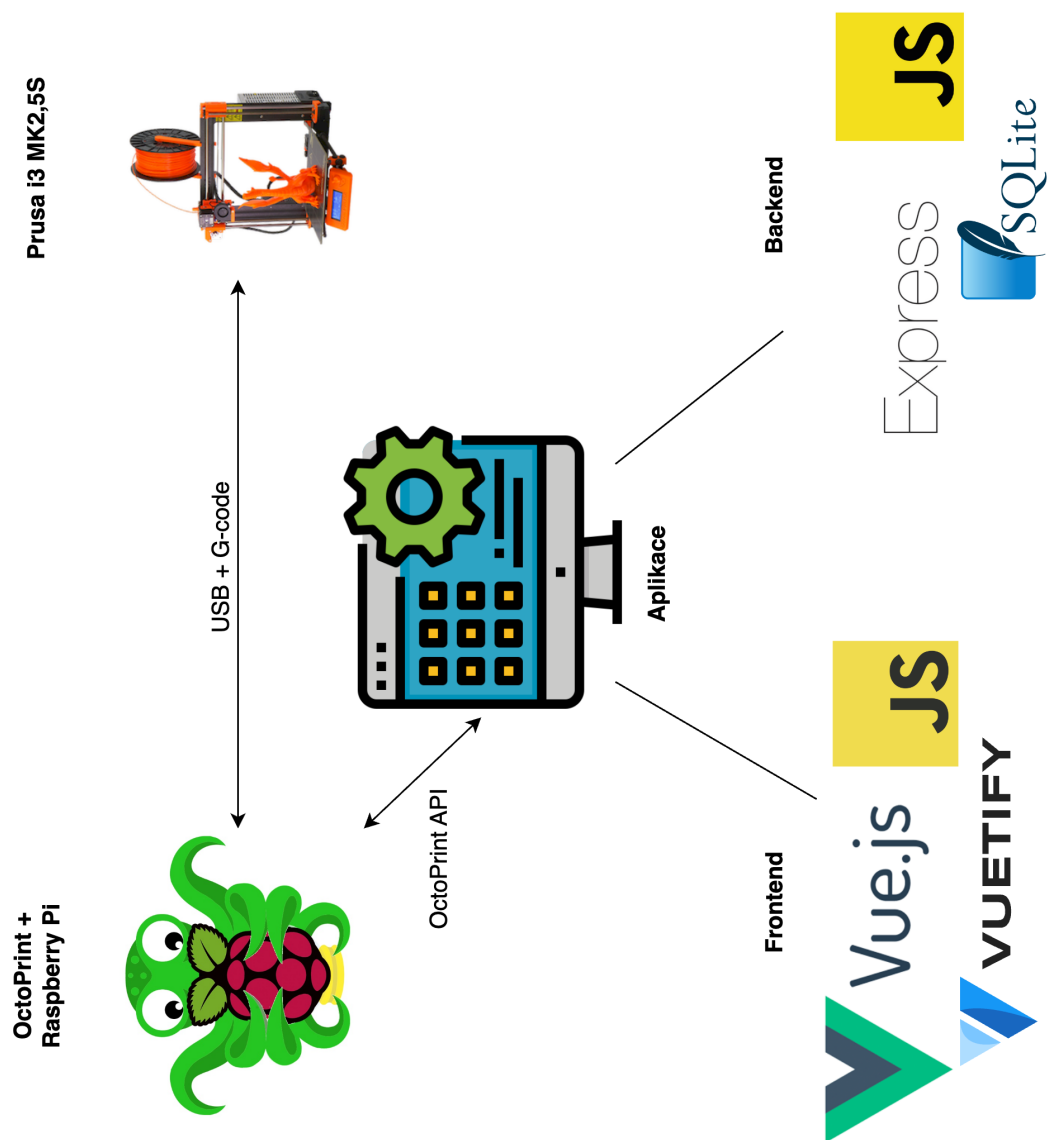 OctoPrint +
Raspberry Pi
Prusa i3 MK2,5S
USB + G-code
OctoPrint API
Aplikace
Frontend
Backend
Vue.js
JS
VUETIFY
Express
JS
SQLite